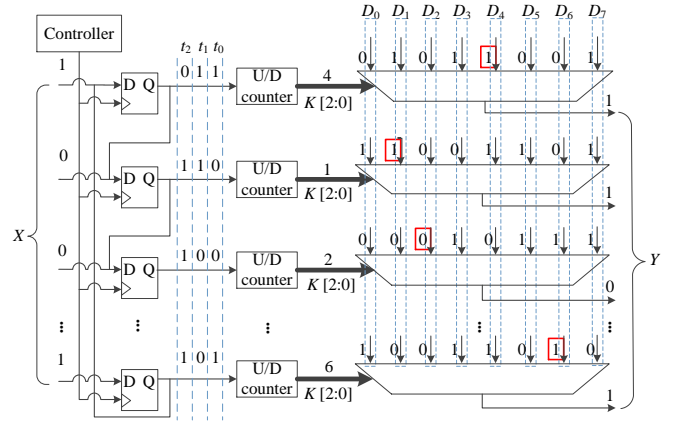 D₀ D₁ D₂ D₃ D₄ D₅ D₆ D₇
Controller
t₂ t₁ t₀
1 D Q 0 1 1 U/D counter 4 K [2:0] 0 1 0 1 1 0 0 1 1
0 D Q 1 1 0 U/D counter 1 K [2:0] 1 1 0 0 1 1 0 1 1
X
Y
0 D Q 1 0 0 U/D counter 2 K [2:0] 0 0 0 1 0 1 1 1 0
... ... ... ... ...
1 D Q 1 0 1 U/D counter 6 K [2:0] 1 0 0 1 1 0 1 0 1